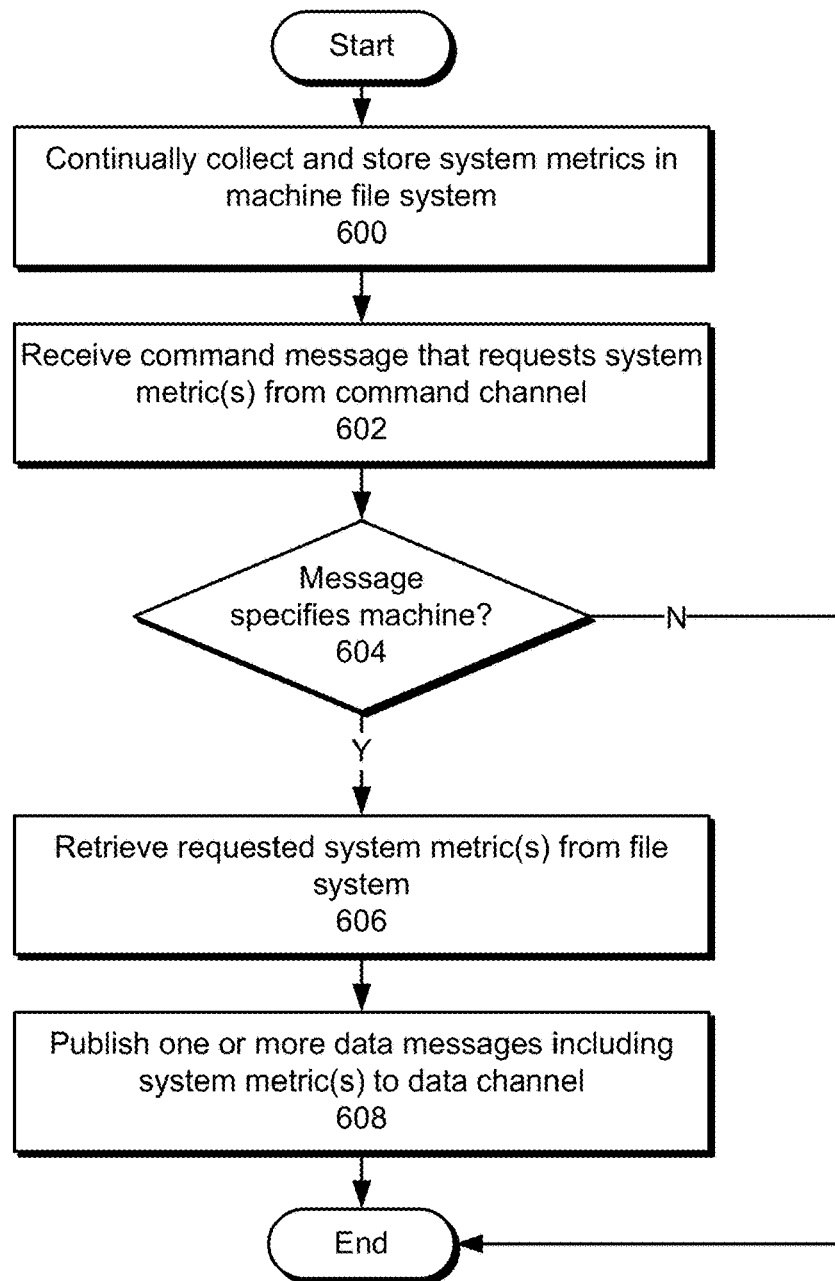 Start
Continually collect and store system metrics in
machine file system
600
Receive command message that requests system
metric(s) from command channel
602
Message
specifies machine?
604
N
Y
Retrieve requested system metric(s) from file
system
606
Publish one or more data messages including
system metric(s) to data channel
608
End